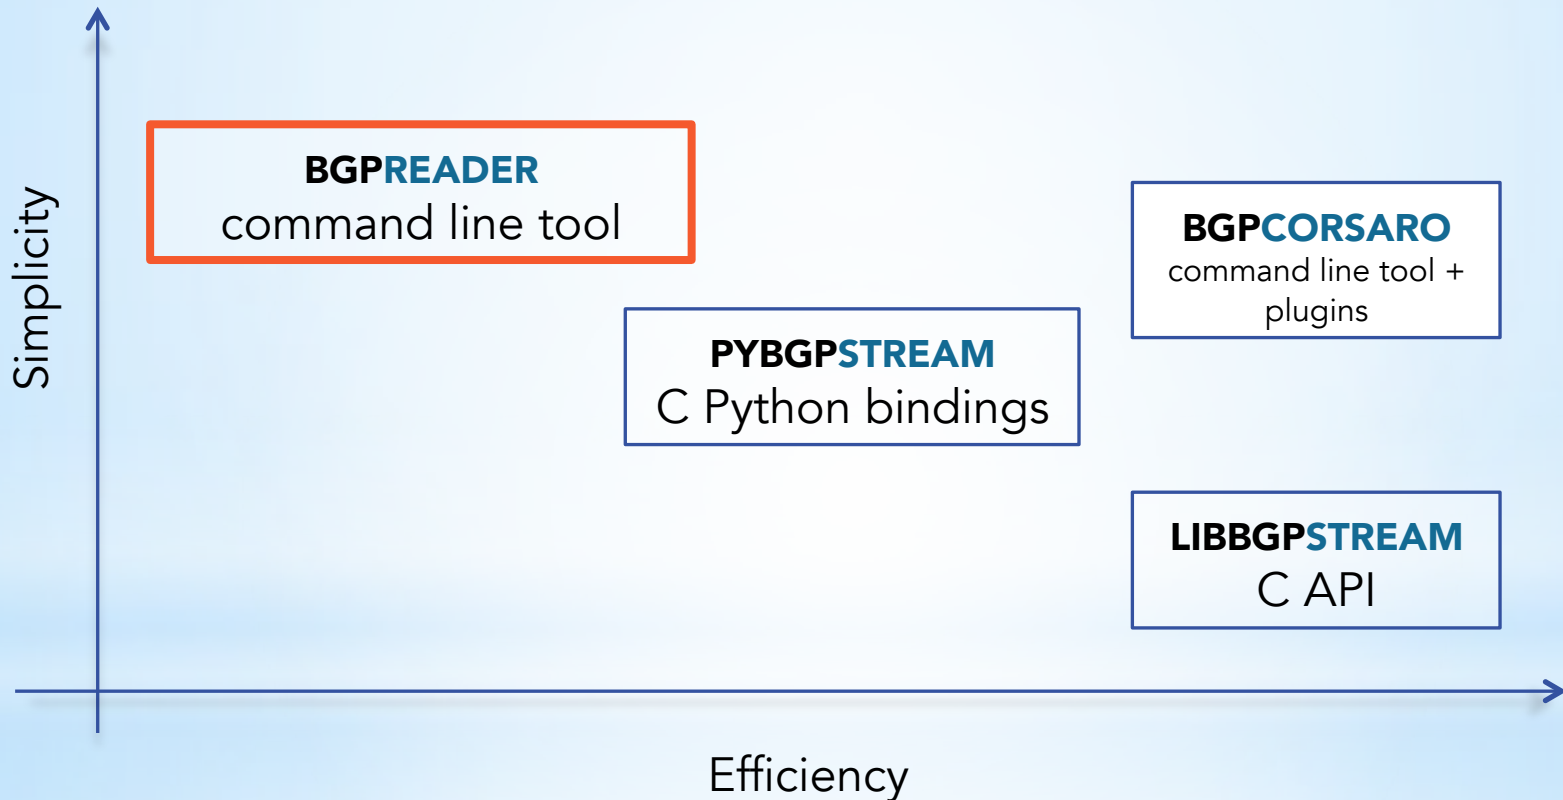 Simplicity
BGPREADER
command line tool
BGPCORSARO
command line tool +
plugins
PYBGPSTREAM
C Python bindings
LIBBGPSTREAM
C API
Efficiency